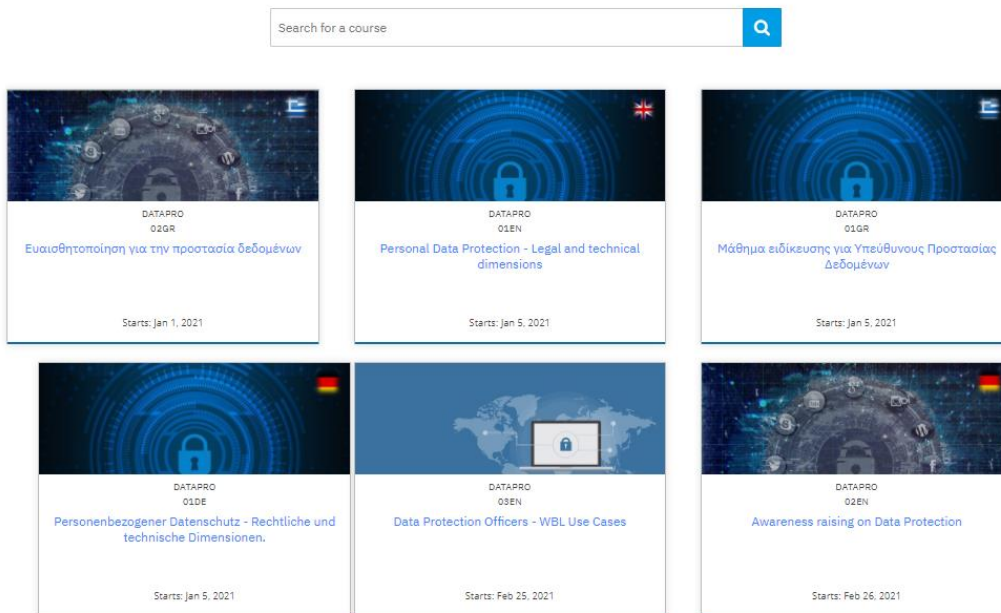 Search for a course
DATAPRO
02GR
Ευαισθητοποίηση για την προστασία δεδομένων
Starts: Jan 1, 2021
DATAPRO
01EN
Personal Data Protection - Legal and technical
dimensions
Starts: Jan 5, 2021
DATAPRO
01GR
Μάθημα ειδίκευσης για Υπεύθυνους Προστασίας
Δεδομένων
Starts: Jan 5, 2021
DATAPRO
01DE
Personenbezogener Datenschutz - Rechtliche und
technische Dimensionen.
Starts: Jan 5, 2021
DATAPRO
03EN
Data Protection Officers - WBL Use Cases
Starts: Feb 25, 2021
DATAPRO
02EN
Awareness raising on Data Protection
Starts: Feb 26, 2021